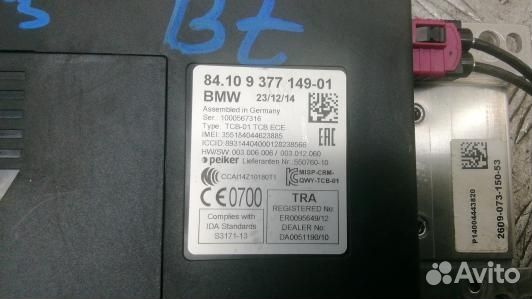 Bt
84.10 9 377 149-01
BMW 23/12/14
Assembled in Germany
Ser.: 1000567316
Type: TCB-01 TCB ECE
IMEI: 355184044623885
ICCID: 89314404000128238566
HW/SW: 003.006.006 / 003.012.060
peiker Lieferanten Nr.: 550760-10
EAC
CCAI14Z10180T1
MISP-CRM-
QWY-TCB-01
CE 0700
Complies with
IDA Standards
S3171-13
TRA
REGISTERED No:
ER0095649/12
DEALER No:
DA0051190/10
P14004443820
2609-073-150-53
Avito